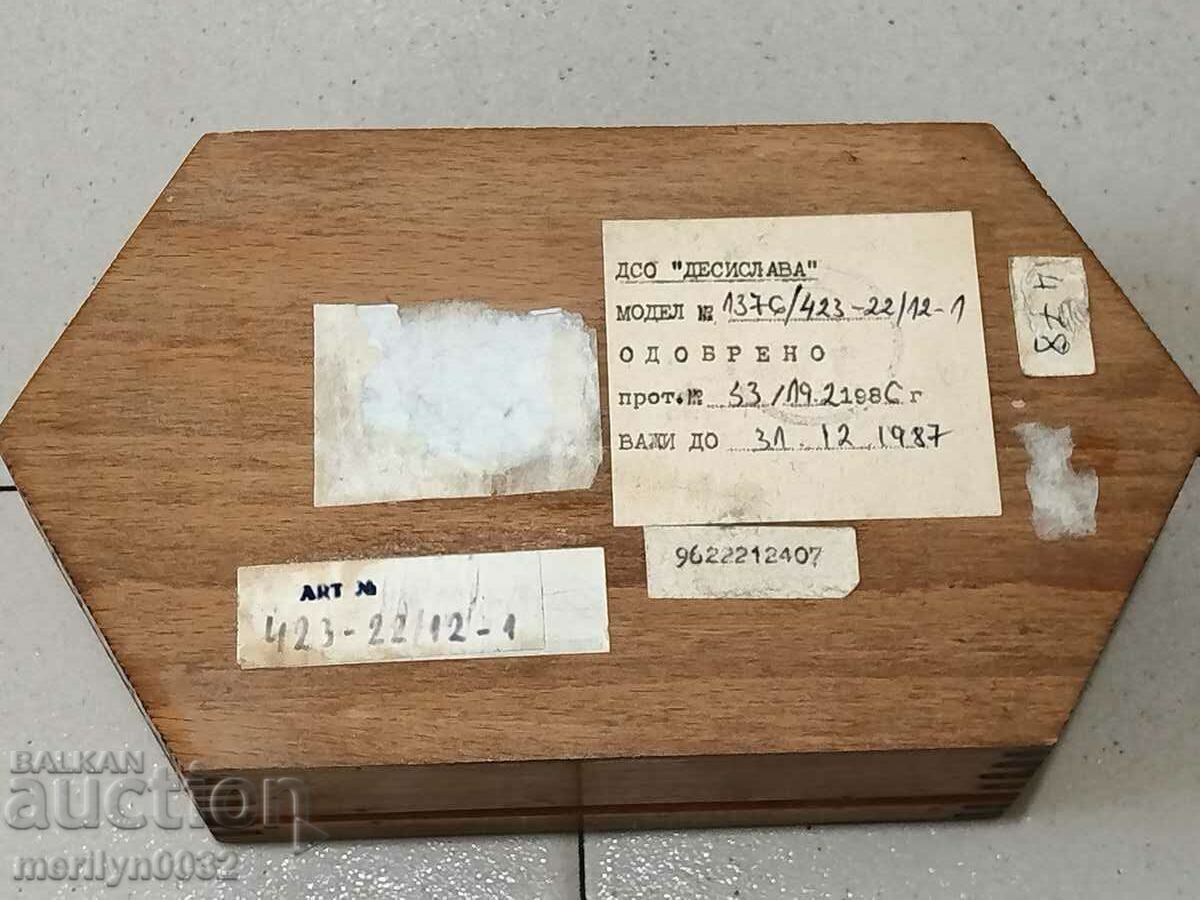 ДСО "ДЕСИСЛАВА"
МОДЕЛ № 1376/423-22/12-1
ОДОБРЕНО
прот.№ 53/19.2 1986 г
ВАЖИ ДО 31.12.1987
9622212407
ART №
423-22/12-1
BALKAN
auction
merilyn0032